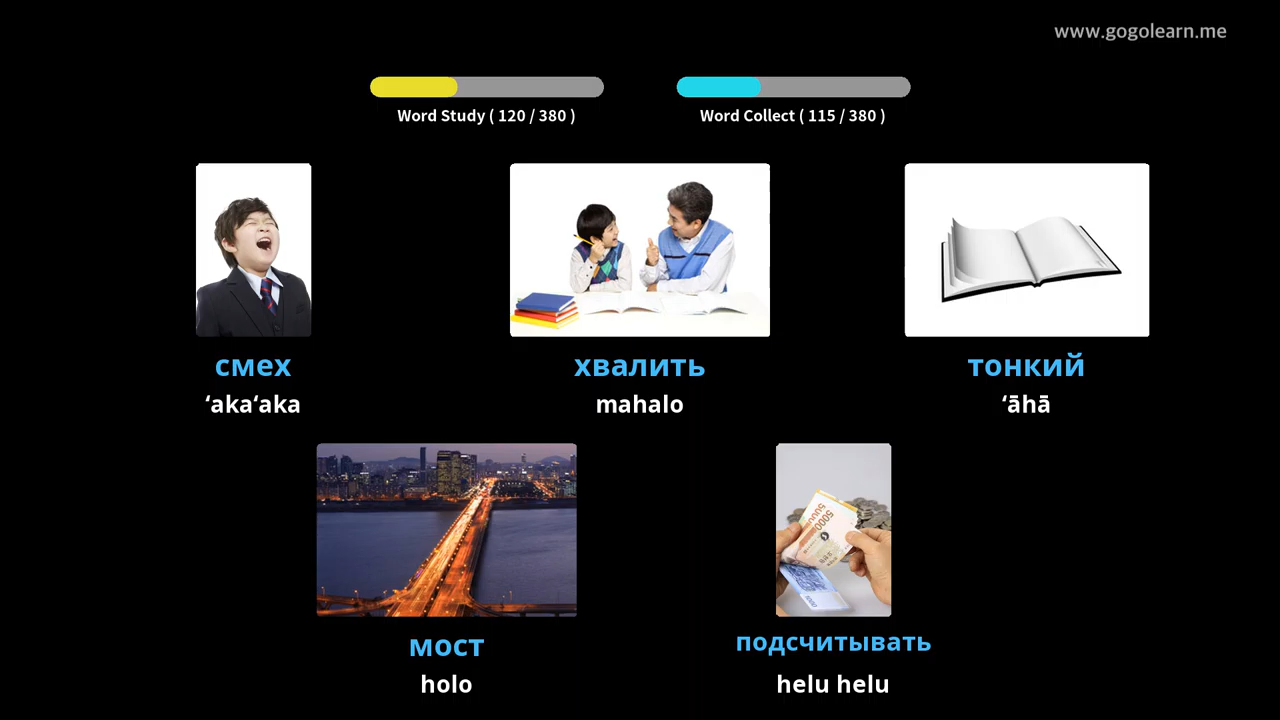 www.gogolearn.me
Word Study ( 120 / 380 )
Word Collect ( 115 / 380 )
смех
хвалить
тонкий
ʻakaʻaka
mahalo
ʻāhā
мост
подсчитывать
holo
helu helu